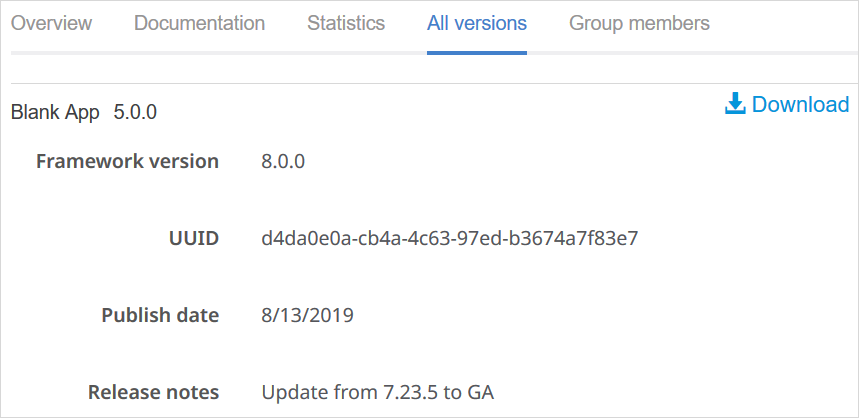 Overview Documentation Statistics All versions Group members
Blank App 5.0.0 Download
Framework version 8.0.0
UUID d4da0e0a-cb4a-4c63-97ed-b3674a7f83e7
Publish date 8/13/2019
Release notes Update from 7.23.5 to GA